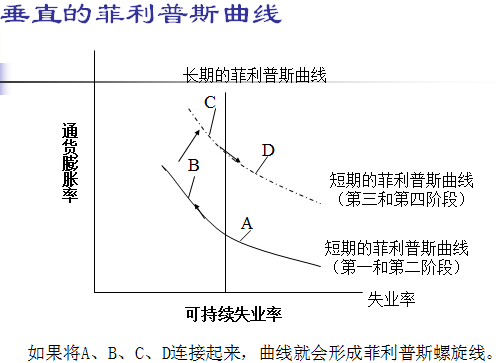 垂直的菲利普斯曲线
长期的菲利普斯曲线
C
D
B
A
通货膨胀率
短期的菲利普斯曲线
（第三和第四阶段）
短期的菲利普斯曲线
（第一和第二阶段）
可持续失业率
失业率
如果将A、B、C、D连接起来，曲线就会形成菲利普斯螺旋线。